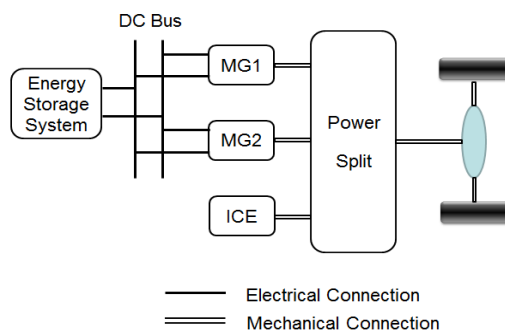 DC Bus
Energy
Storage
System
MG1
MG2
ICE
Power
Split
Electrical Connection
Mechanical Connection